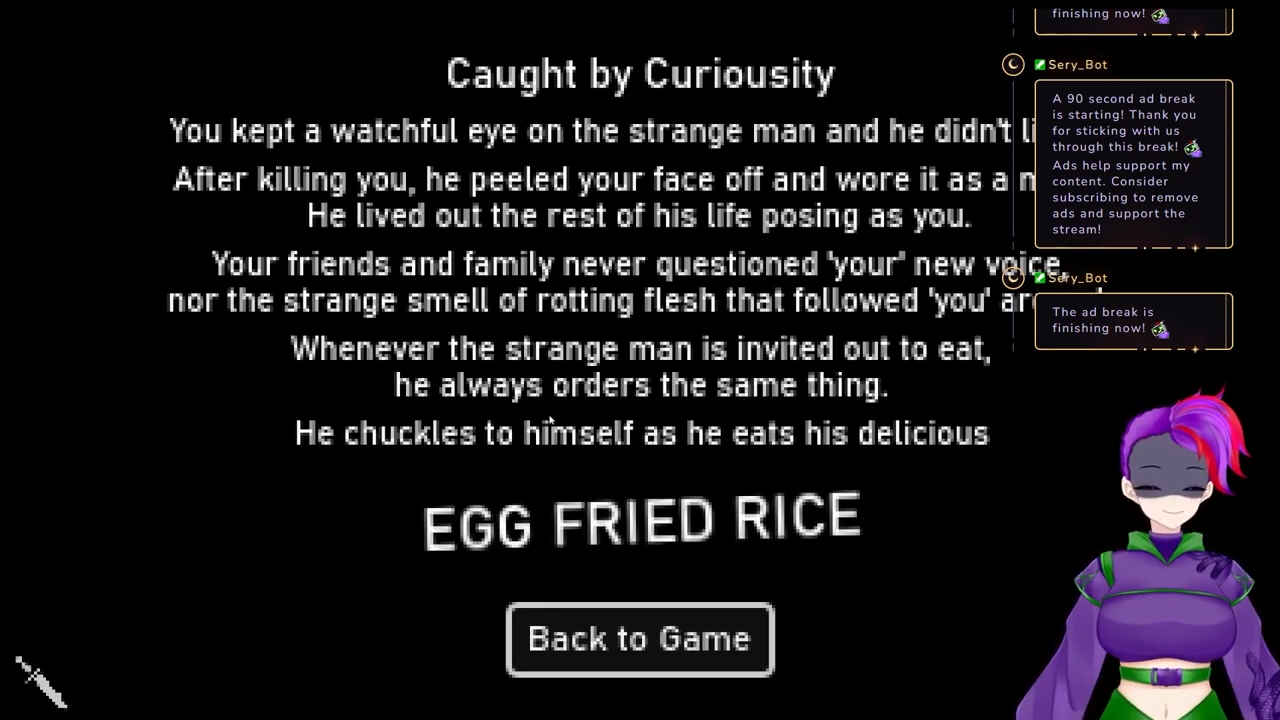 Caught by Curiousity
You kept a watchful eye on the strange man and he didn't
After killing you, he peeled your face off and wore it as a
He lived out the rest of his life posing as you.
Your friends and family never questioned 'your' new voice,
nor the strange smell of rotting flesh that followed 'you'
Whenever the strange man is invited out to eat,
he always orders the same thing.
He chuckles to himself as he eats his delicious
EGG FRIED RICE
Back to Game
finishing now!
Sery_Bot
A 90 second ad break
is starting! Thank you
for sticking with us
through this break!
Ads help support my
content. Consider
subscribing to remove
ads and support the
stream!
Sery_Bot
The ad break is
finishing now!